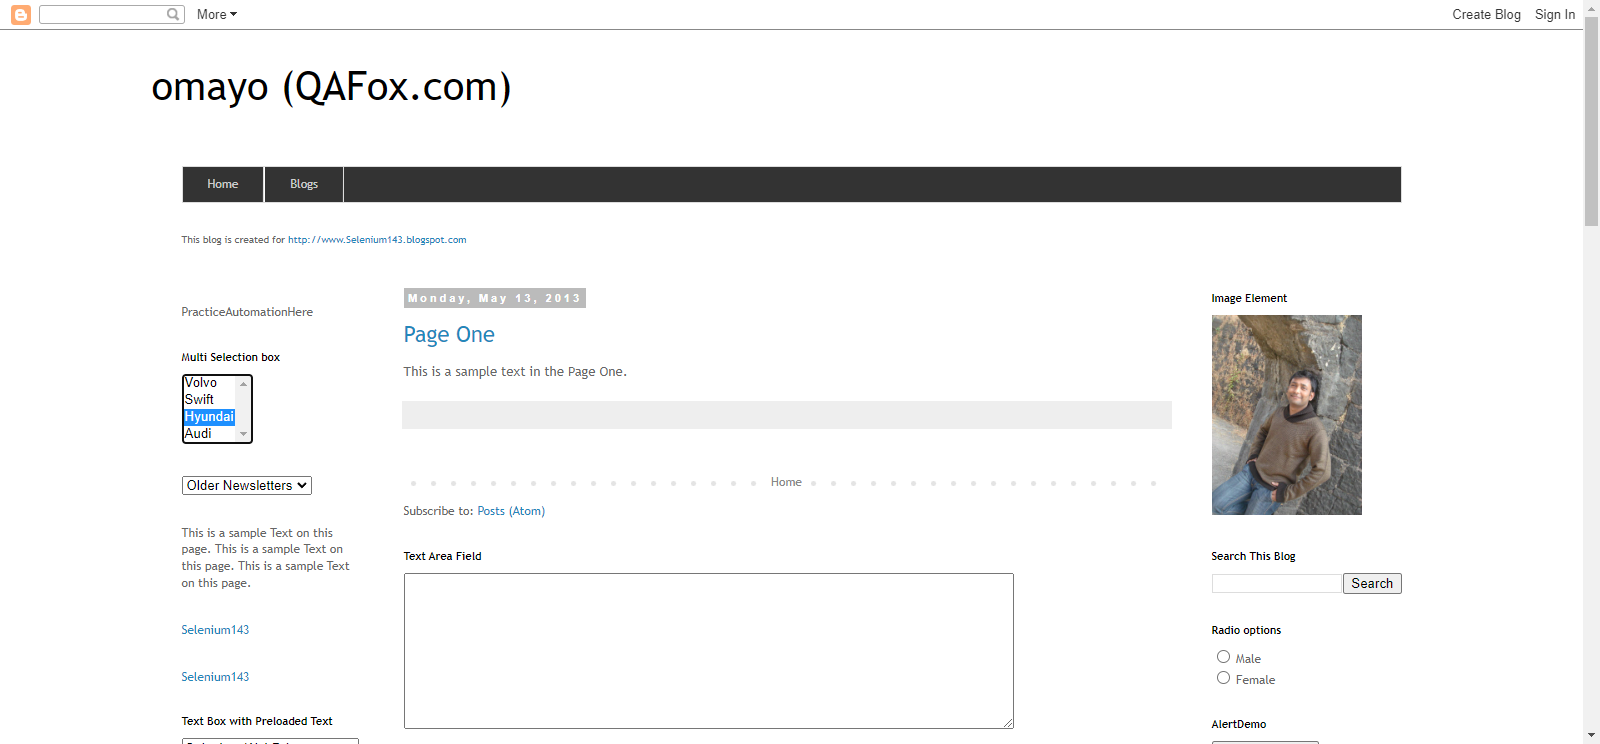 More
Create Blog
Sign In
omayo (QAFox.com)
Home
Blogs
This blog is created for http://www.Selenium143.blogspot.com
PracticeAutomationHere
Multi Selection box
Volvo
Swift
Hyundai
Audi
Older Newsletters
This is a sample Text on this
page. This is a sample Text on
this page. This is a sample Text
on this page.
Selenium143
Selenium143
Text Box with Preloaded Text
Monday, May 13, 2013
Page One
This is a sample text in the Page One.
Home
Subscribe to: Posts (Atom)
Text Area Field
Image Element
Search This Blog
Search
Radio options
Male
Female
AlertDemo